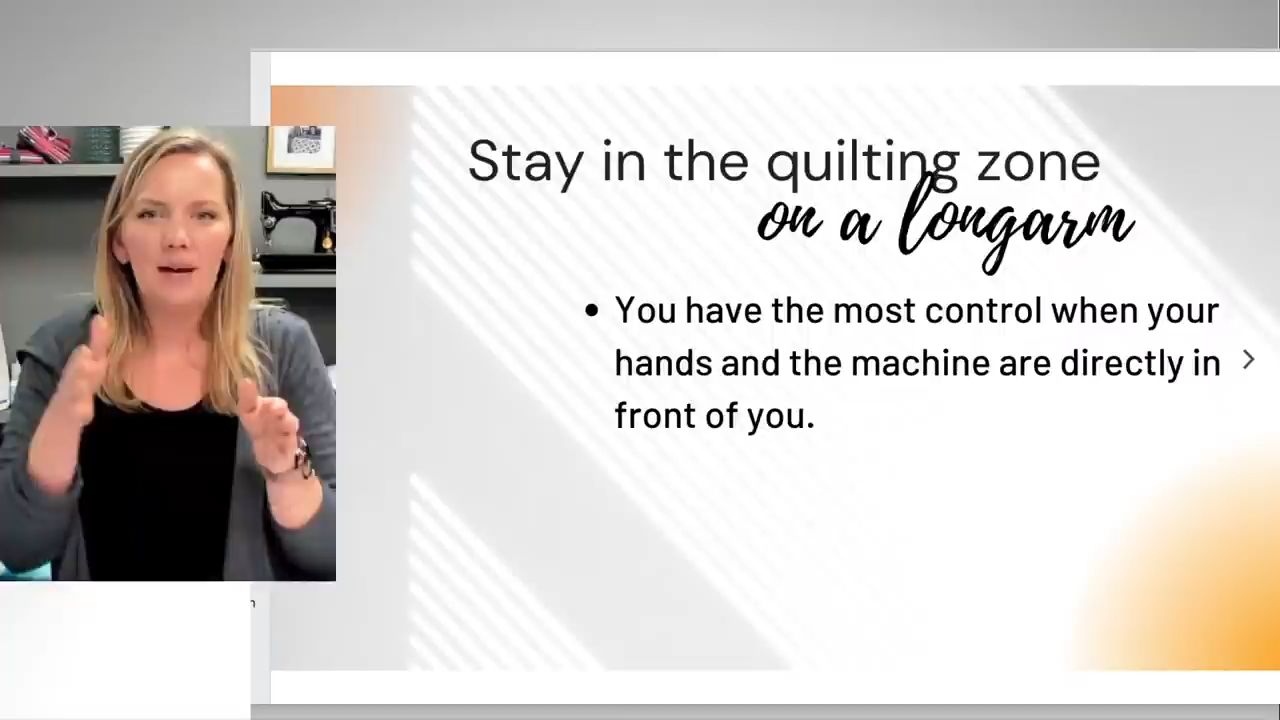 Stay in the quilting zone
on a longarm
• You have the most control when your
hands and the machine are directly in
front of you.
n